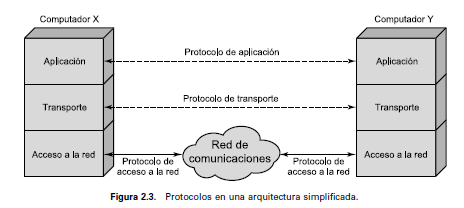 Computador X
Computador Y
Aplicación
Protocolo de aplicación
Aplicación
Transporte
Protocolo de transporte
Transporte
Acceso a la red
Protocolo de
acceso a la red
Red de
comunicaciones
Protocolo de
acceso a la red
Acceso a la red
Figura 2.3. Protocolos en una arquitectura simplificada.